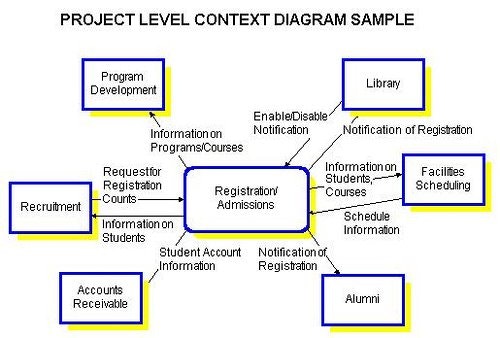 PROJECT LEVEL CONTEXT DIAGRAM SAMPLE
Program
Development
Library
Enable/Disable
Notification
Information on
Programs/Courses
Notification of Registration
Request for
Registration
Counts
Information on
Students,
Courses
Facilities
Scheduling
Recruitment
Registration/
Admissions
Information on
Students
Schedule
Information
Student Account
Information
Notification of
Registration
Accounts
Receivable
Alumni